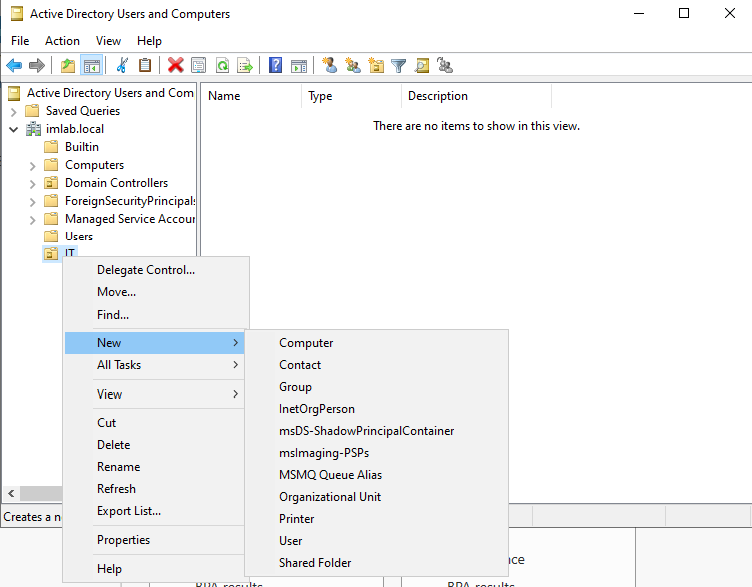 Active Directory Users and Computers
File Action View Help
Active Directory Users and Com
Saved Queries
imlab.local
Builtin
Computers
Domain Controllers
ForeignSecurityPrincipals
Managed Service Accour
Users
IT
Name Type Description
There are no items to show in this view.
Delegate Control...
Move...
Find...
New
All Tasks
View
Cut
Delete
Rename
Refresh
Export List...
Properties
Help
Computer
Contact
Group
InetOrgPerson
msDS-ShadowPrincipalContainer
msImaging-PSPs
MSMQ Queue Alias
Organizational Unit
Printer
User
Shared Folder
Creates a n
nce
BPA results
BPA results